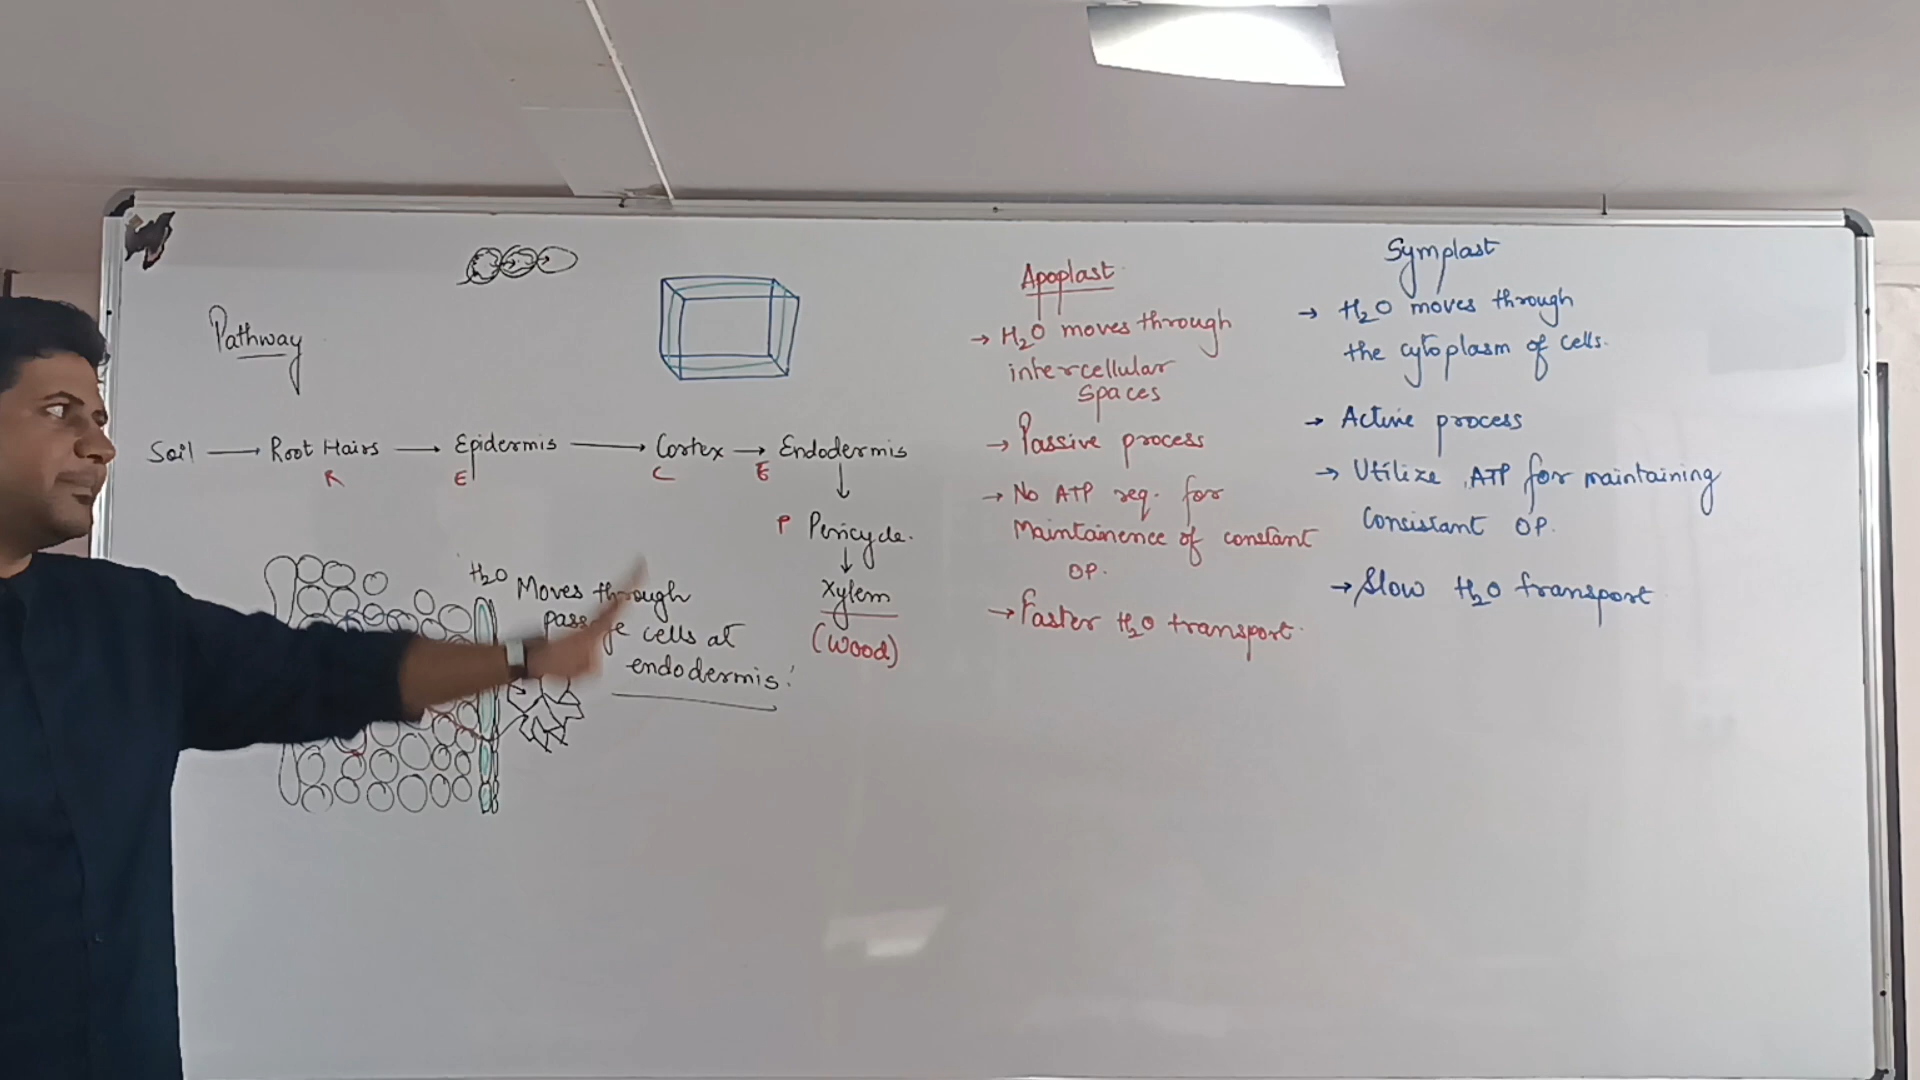 Pathway
Soil → Root Hairs → Epidermis → Cortex → Endodermis
R E C E
↓
P Pericycle.
↓
Xylem
(Wood)
H₂O Moves through
passage cells at
endodermis.'
Apoplast
→ H₂O moves through
intercellular
Spaces
→ Passive process
→ No ATP req. for
Maintainence of constant
OP.
→ Faster H₂O transport.
Symplast
→ H₂O moves through
the cytoplasm of cells.
→ Active process
→ Utilize ATP for maintaining
Consistant OP.
→ Slow H₂O transport